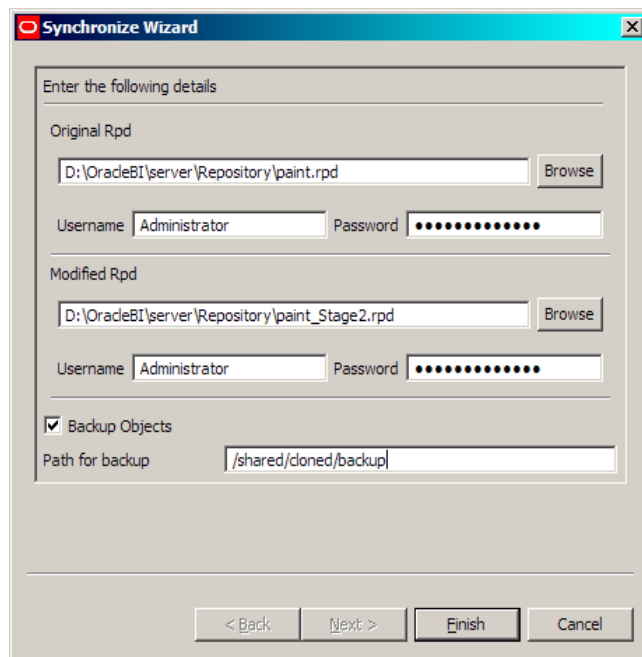 Synchronize Wizard
Enter the following details
Original Rpd
D:\OracleBI\server\Repository\paint.rpd Browse
Username Administrator Password •••••••••••••
Modified Rpd
D:\OracleBI\server\Repository\paint_Stage2.rpd Browse
Username Administrator Password •••••••••••••
Backup Objects
Path for backup /shared/cloned/backup
< Back Next > Finish Cancel